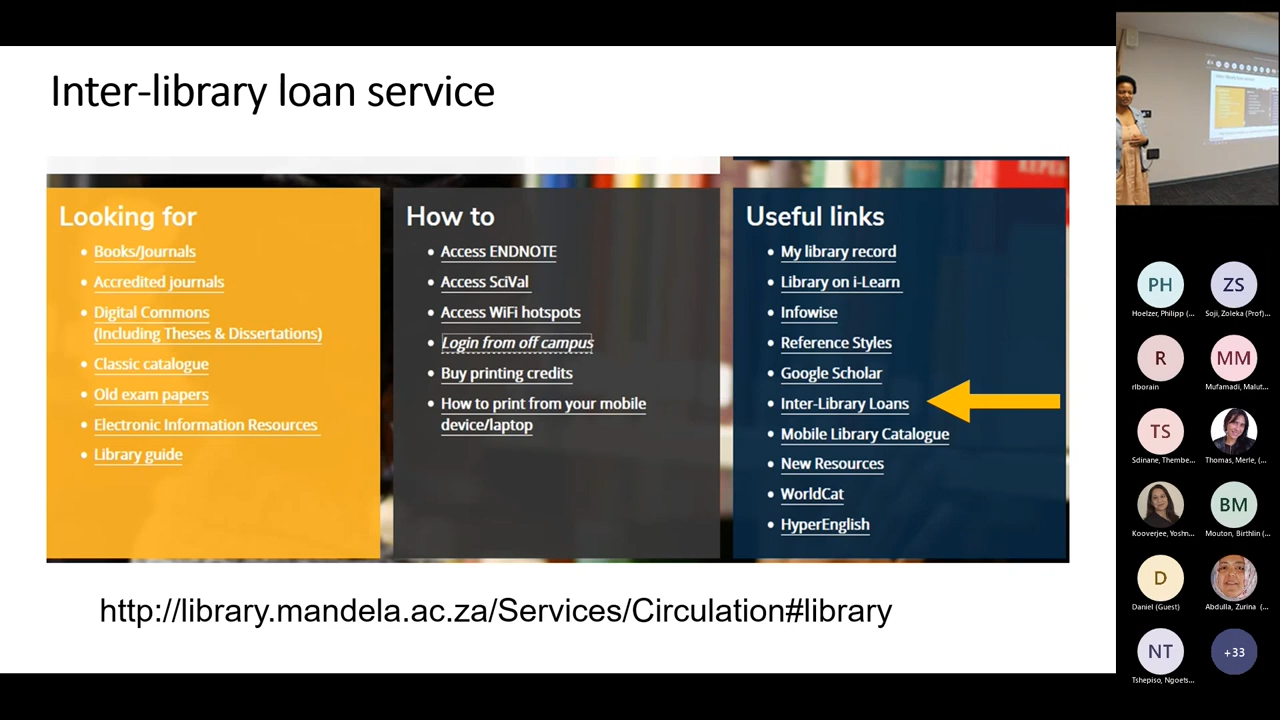 Inter-library loan service
Looking for
Books/Journals
Accredited journals
Digital Commons
(Including Theses & Dissertations)
Classic catalogue
Old exam papers
Electronic Information Resources
Library guide
How to
Access ENDNOTE
Access SciVal
Access WiFi hotspots
Login from off campus
Buy printing credits
How to print from your mobile
device/laptop
Useful links
My library record
Library on i-Learn
Infowise
Reference Styles
Google Scholar
Inter-Library Loans
Mobile Library Catalogue
New Resources
WorldCat
HyperEnglish
http://library.mandela.ac.za/Services/Circulation#library
PH
ZS
Hoelzer, Philipp (...
Soji, Zoleka (Prof)...
R
MM
rlborain
Mufamadi, Malut...
TS
Sdinane, Thembe...
Thomas, Merle, (...
BM
Kooverjee, Yoshn...
Mouton, Birthlin (...
D
Daniel (Guest)
Abdulla, Zurina (...
NT
+33
Tshepiso, Ngoets...